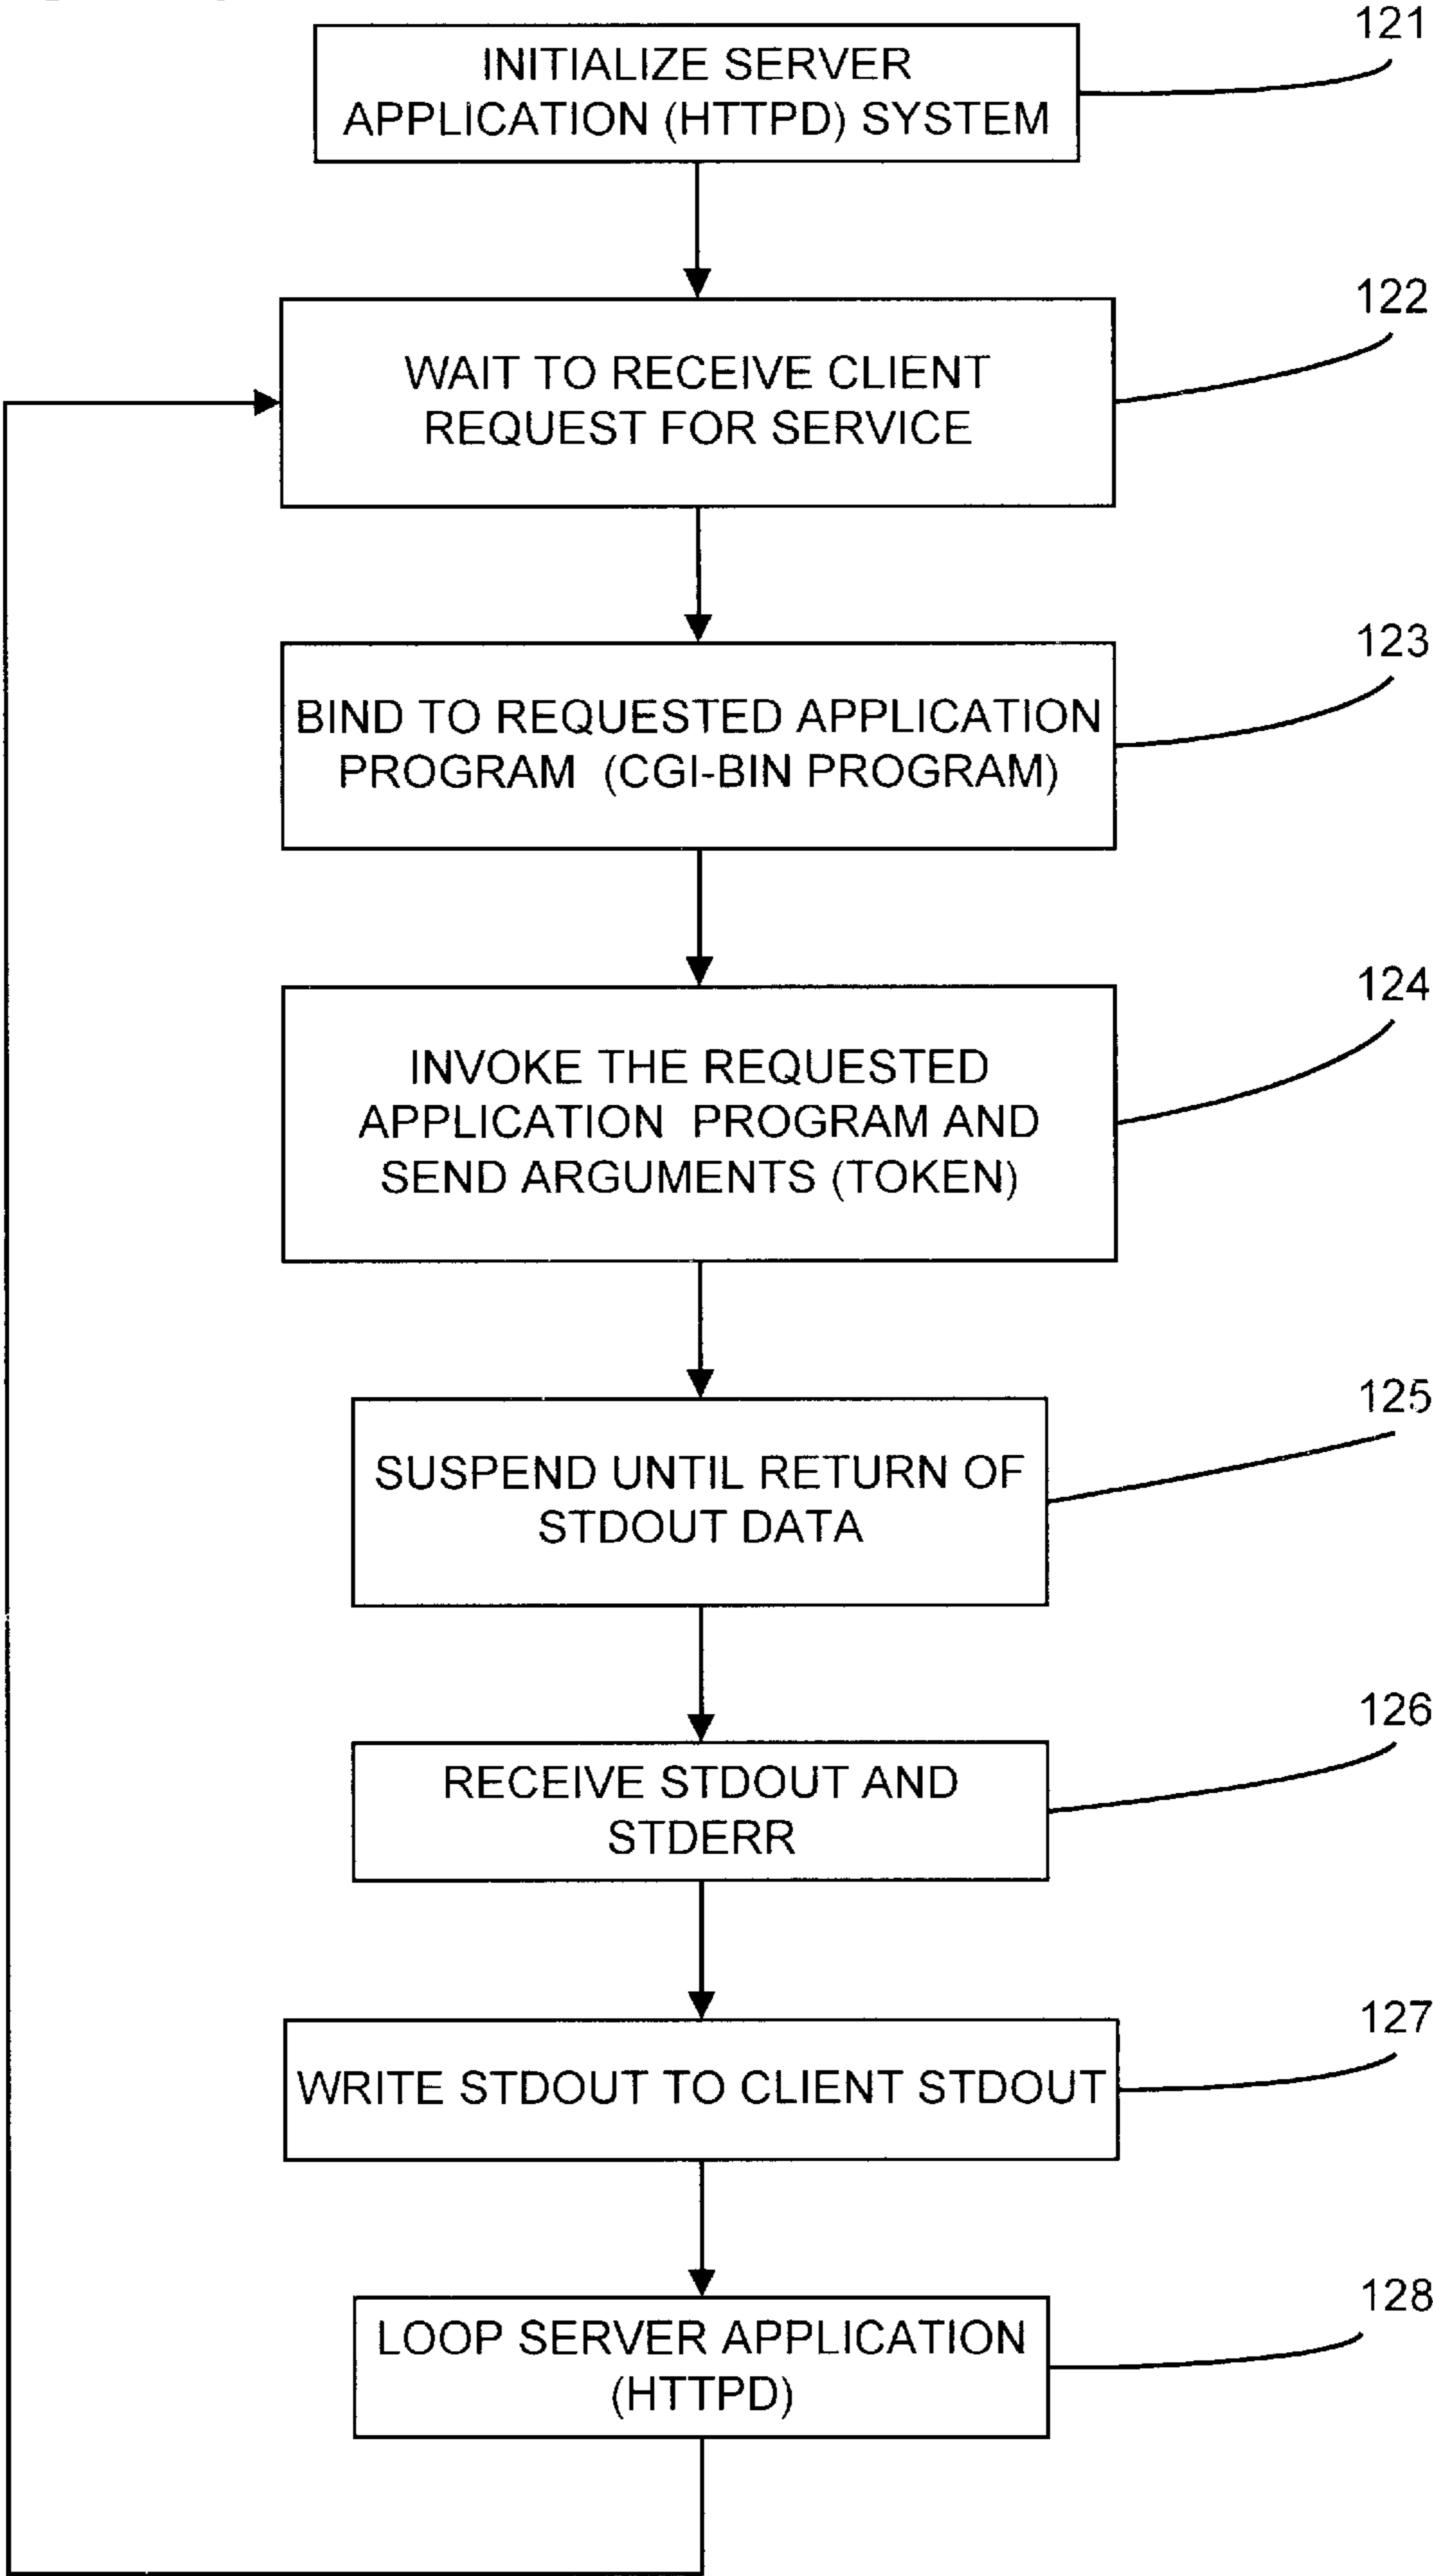 121
INITIALIZE SERVER
APPLICATION (HTTPD) SYSTEM
122
WAIT TO RECEIVE CLIENT
REQUEST FOR SERVICE
123
BIND TO REQUESTED APPLICATION
PROGRAM (CGI-BIN PROGRAM)
124
INVOKE THE REQUESTED
APPLICATION PROGRAM AND
SEND ARGUMENTS (TOKEN)
125
SUSPEND UNTIL RETURN OF
STDOUT DATA
126
RECEIVE STDOUT AND
STDERR
127
WRITE STDOUT TO CLIENT STDOUT
128
LOOP SERVER APPLICATION
(HTTPD)